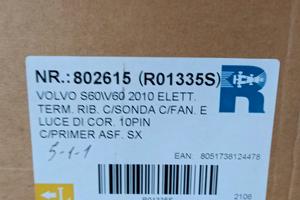 NR.:802615 (R01335S)
VOLVO S60\V60 2010 ELETT.
TERM. RIB. C/SONDA C/FAN. E
LUCE DI COR. 10PIN
C/PRIMER ASF. SX
5-1-1
EAN: 8051738124478
R01335S
2106
R